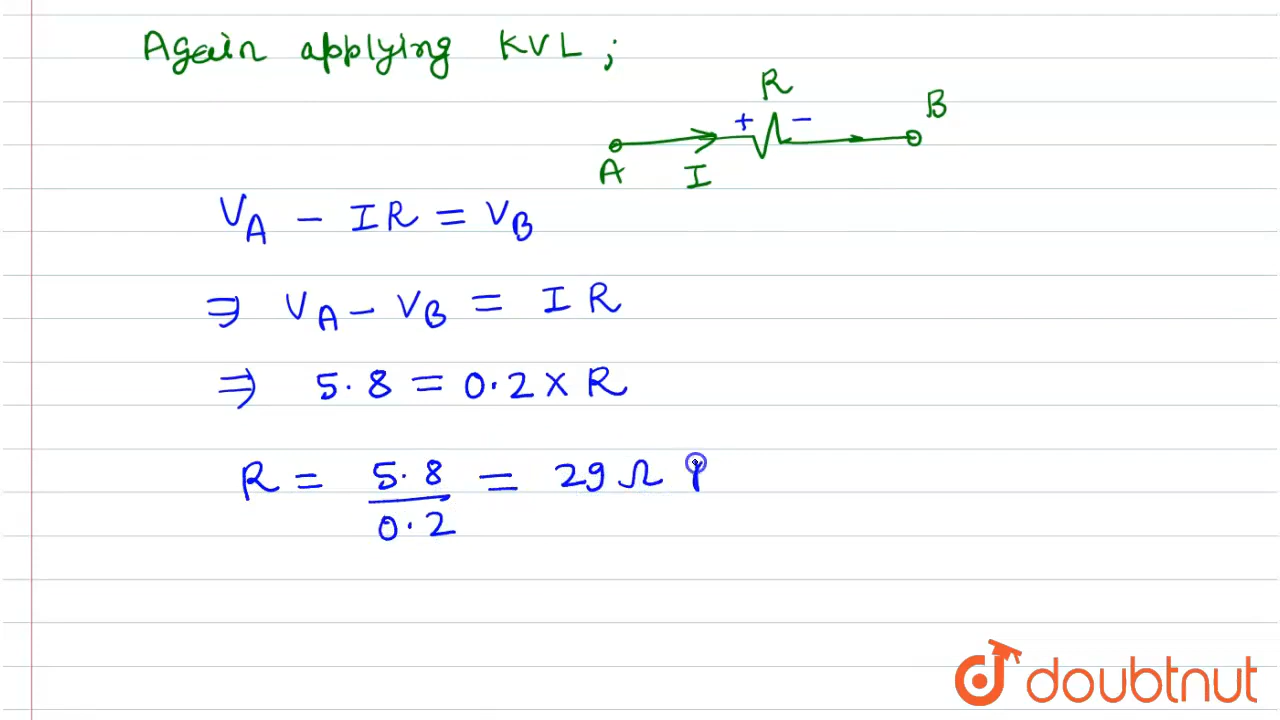 Again applying KVL ;
R
+ -
B
A
I
V_A - IR = V_B
⇒ V_A - V_B = IR
⇒ 5.8 = 0.2 × R
R = 5.8/0.2 = 29 Ω
doubtnut